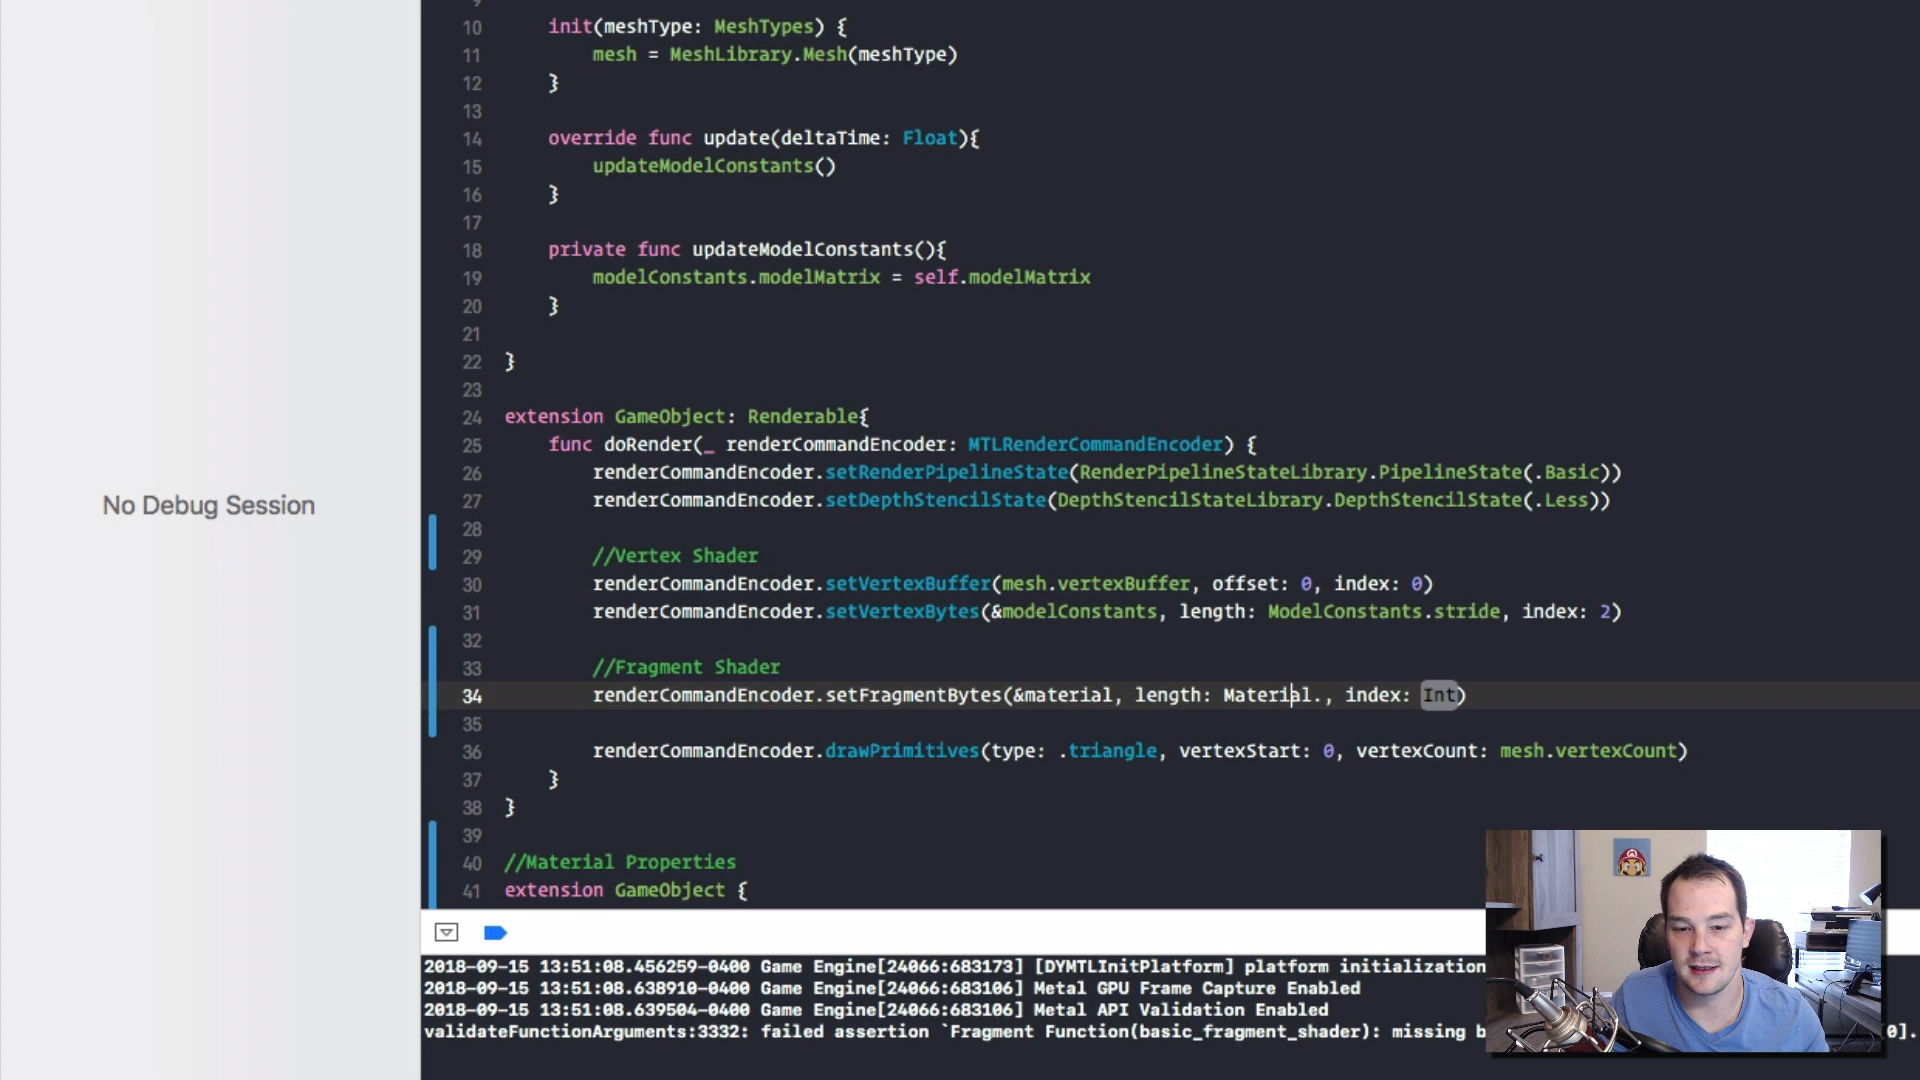 No Debug Session
9
10 init(meshType: MeshTypes) {
11 mesh = MeshLibrary.Mesh(meshType)
12 }
13
14 override func update(deltaTime: Float){
15 updateModelConstants()
16 }
17
18 private func updateModelConstants(){
19 modelConstants.modelMatrix = self.modelMatrix
20 }
21
22 }
23
24 extension GameObject: Renderable{
25 func doRender(_ renderCommandEncoder: MTLRenderCommandEncoder) {
26 renderCommandEncoder.setRenderPipelineState(RenderPipelineStateLibrary.PipelineState(.Basic))
27 renderCommandEncoder.setDepthStencilState(DepthStencilStateLibrary.DepthStencilState(.Less))
28
29 //Vertex Shader
30 renderCommandEncoder.setVertexBuffer(mesh.vertexBuffer, offset: 0, index: 0)
31 renderCommandEncoder.setVertexBytes(&modelConstants, length: ModelConstants.stride, index: 2)
32
33 //Fragment Shader
34 renderCommandEncoder.setFragmentBytes(&material, length: Material., index: Int)
35
36 renderCommandEncoder.drawPrimitives(type: .triangle, vertexStart: 0, vertexCount: mesh.vertexCount)
37 }
38 }
39
40 //Material Properties
41 extension GameObject {
2018-09-15 13:51:08.456259-0400 Game Engine[24066:683173] [DYMTLInitPlatform] platform initialization
2018-09-15 13:51:08.638910-0400 Game Engine[24066:683106] Metal GPU Frame Capture Enabled
2018-09-15 13:51:08.639504-0400 Game Engine[24066:683106] Metal API Validation Enabled
validateFunctionArguments:3332: failed assertion `Fragment Function(basic_fragment_shader): missing b [0].